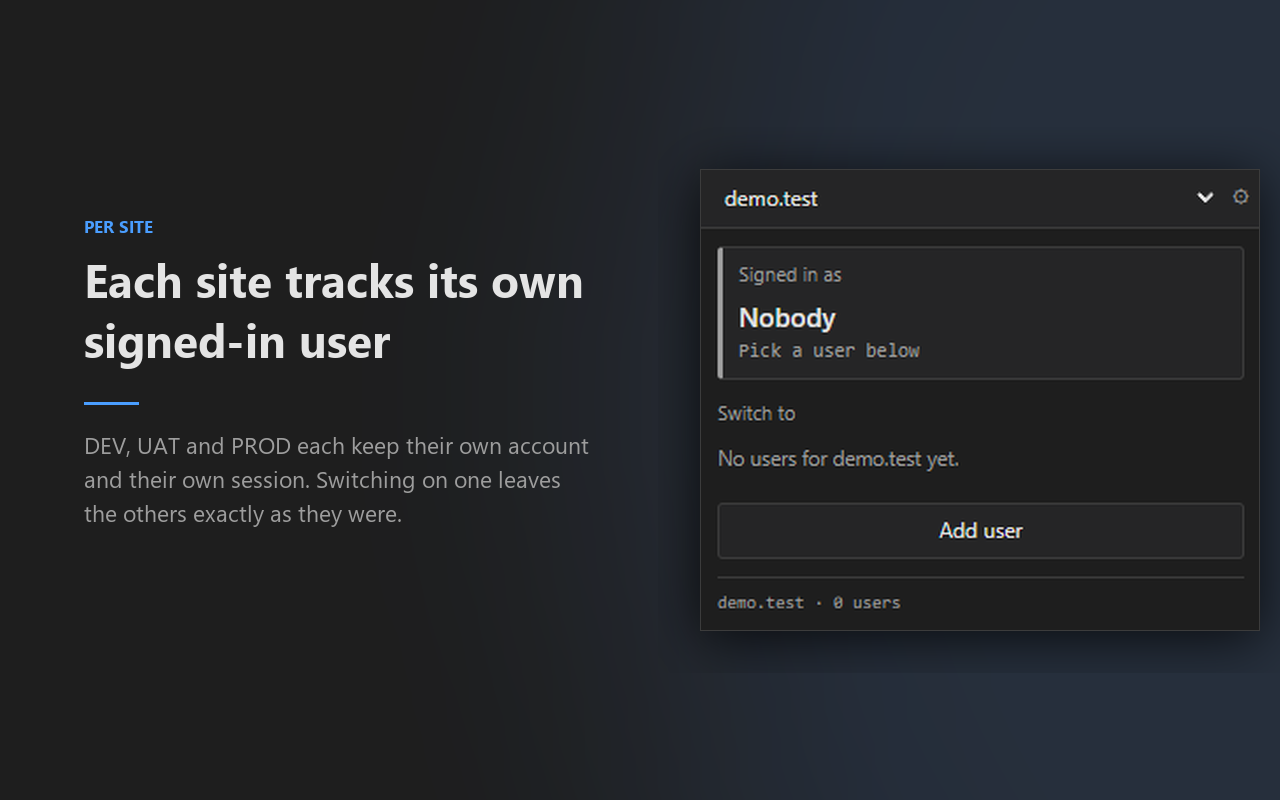 PER SITE
Each site tracks its own
signed-in user
DEV, UAT and PROD each keep their own account
and their own session. Switching on one leaves
the others exactly as they were.
demo.test
Signed in as
Nobody
Pick a user below
Switch to
No users for demo.test yet.
Add user
demo.test · 0 users